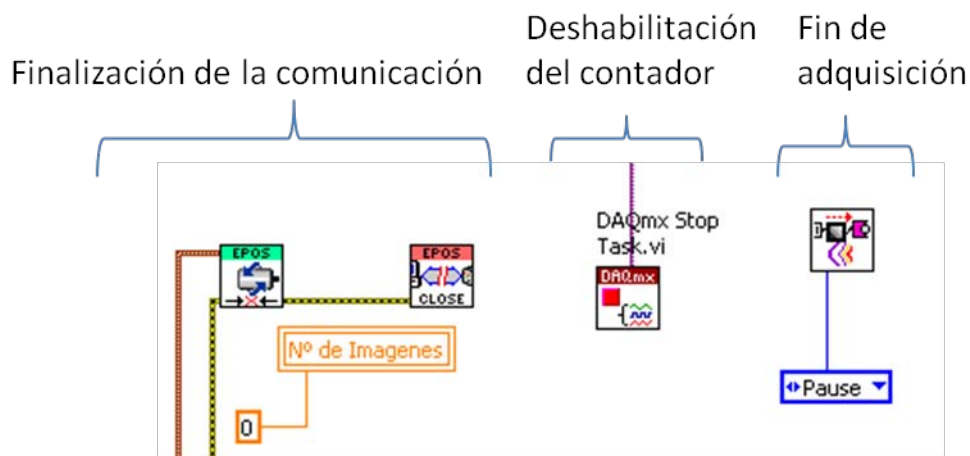 Finalización de la comunicación
Deshabilitación
del contador
Fin de
adquisición
EPOS
EPOS
CLOSE
Nº de Imagenes
0
DAQmx Stop
Task.vi
DAQmx
Pause